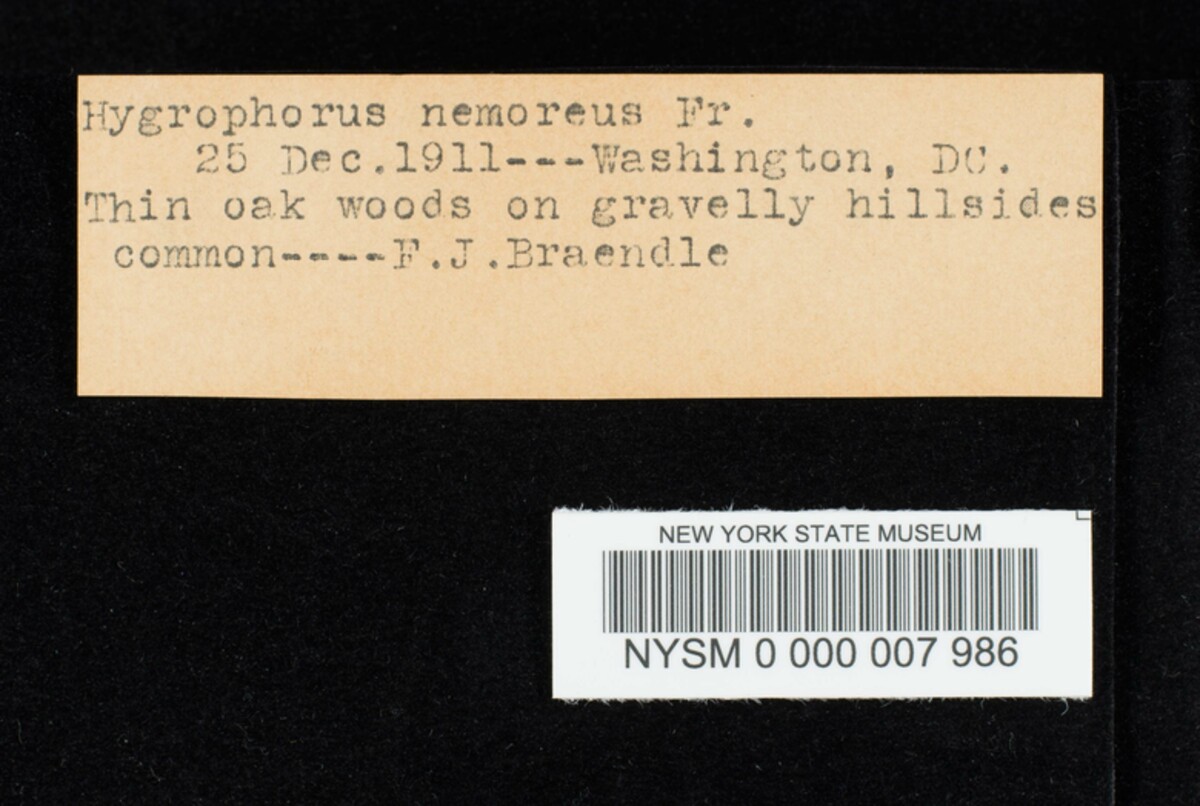 Hygrophorus nemoreus Fr.
25 Dec.1911---Washington, DC.
Thin oak woods on gravelly hillsides
common----F.J.Braendle
NEW YORK STATE MUSEUM
NYSM 0 000 007 986